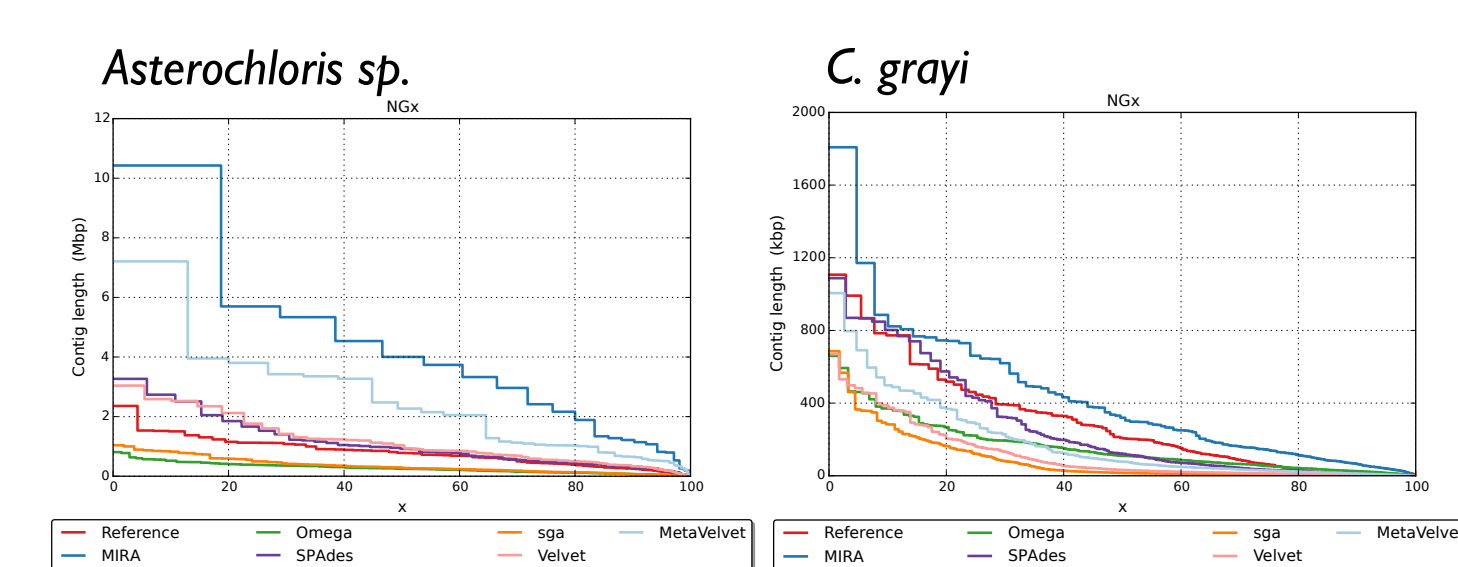 Asterochloris sp.
NGx
12
10
8
6
4
2
0
Contig length (Mbp)
0 20 40 60 80 100
x
Reference Omega sga MetaVelvet
MIRA SPAdes Velvet
C. grayi
NGx
2000
1600
1200
800
400
0
Contig length (kbp)
0 20 40 60 80 100
x
Reference Omega sga MetaVelve
MIRA SPAdes Velvet